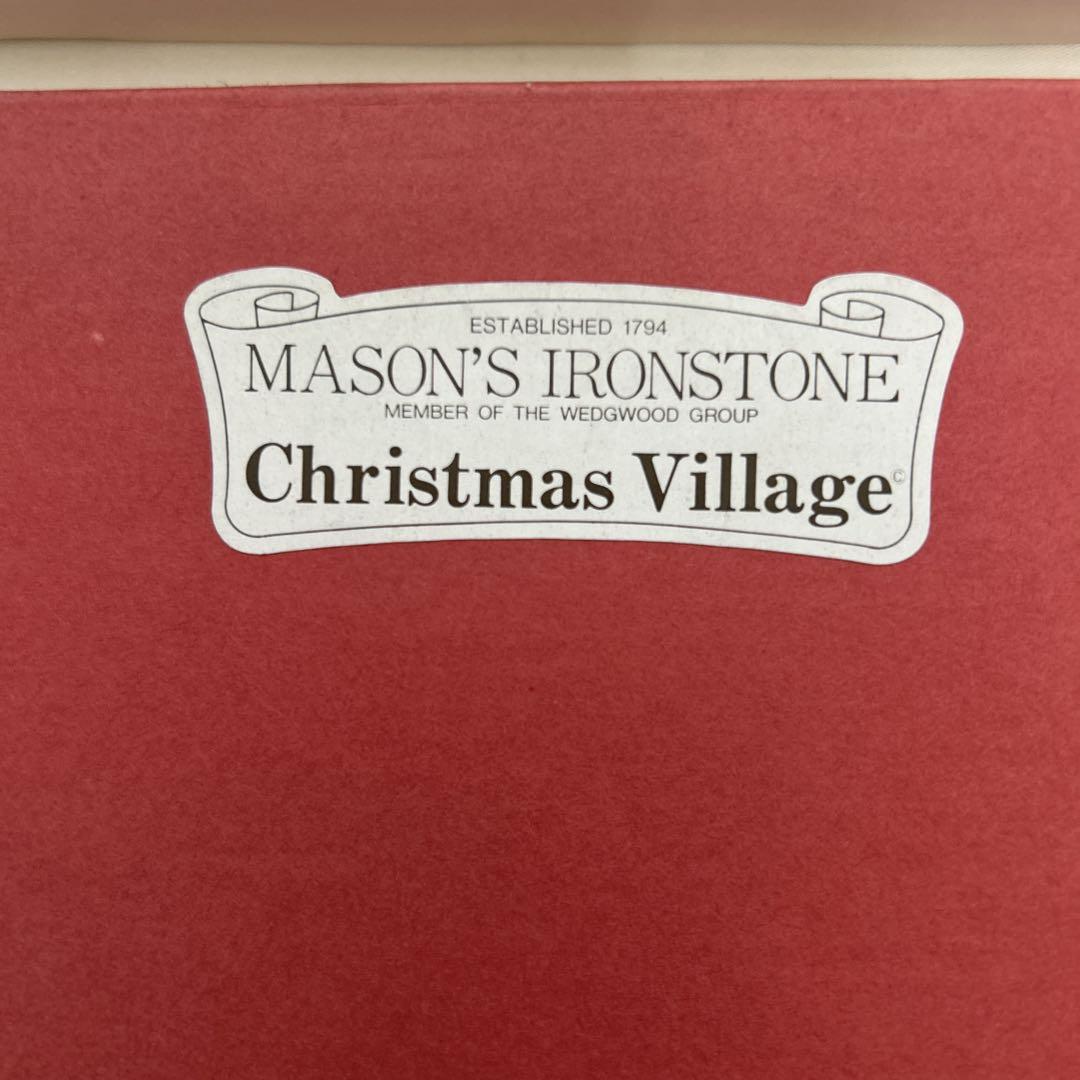 ESTABLISHED 1794
MASON'S IRONSTONE
MEMBER OF THE WEDGWOOD GROUP
Christmas Village©